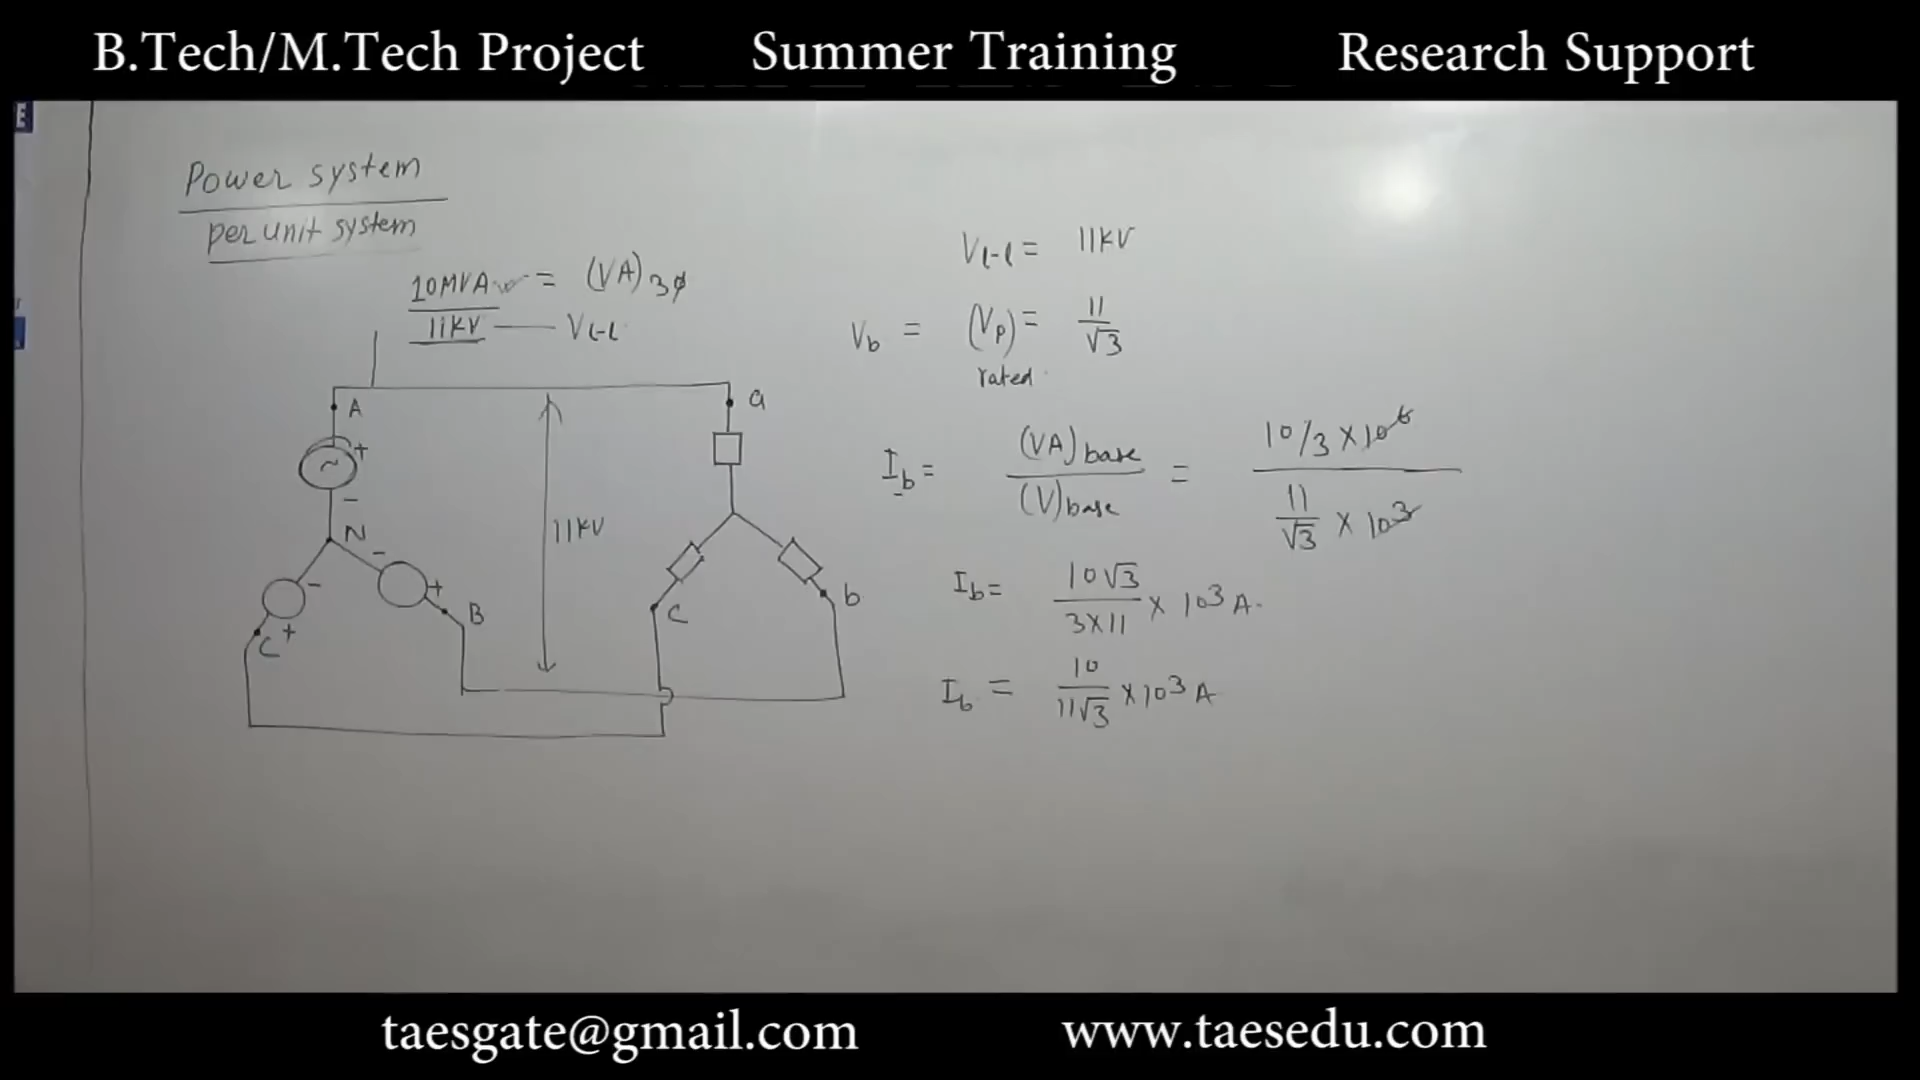 B.Tech/M.Tech Project Summer Training Research Support
E
Power system
per unit system
10MVA = (VA)3φ
11KV — VL-L
A
+
~
-
N
-
+
B
-
+
C
11KV
a
b
c
VL-L = 11KV
Vb = (Vp) = 11/√3
rated
Ib = (VA)base / (V)base = 10/3 × 10^6 / 11/√3 × 10^3
Ib = 10√3 / 3×11 × 10^3 A.
Ib = 10 / 11√3 × 10^3 A
taesgate@gmail.com www.taesedu.com